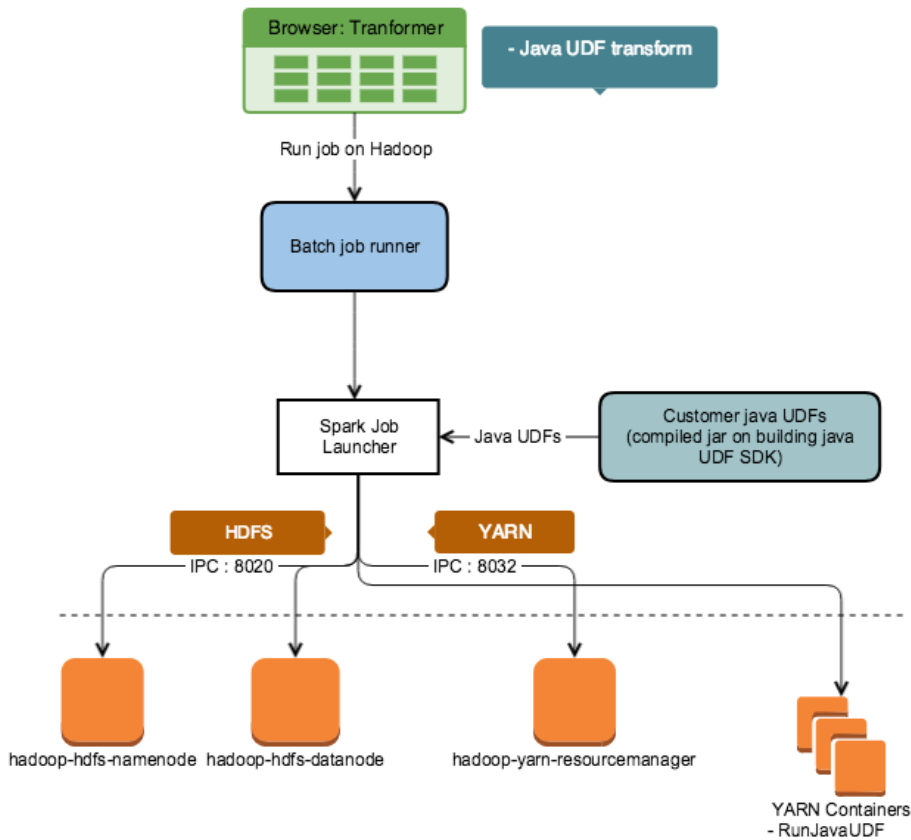 Browser: Tranformer
- Java UDF transform
Run job on Hadoop
Batch job runner
Spark Job
Launcher
Java UDFs
Customer java UDFs
(compiled jar on building java
UDF SDK)
HDFS
YARN
IPC : 8020
IPC : 8032
hadoop-hdfs-namenode
hadoop-hdfs-datanode
hadoop-yarn-resourcemanager
YARN Containers
- RunJavaUDF